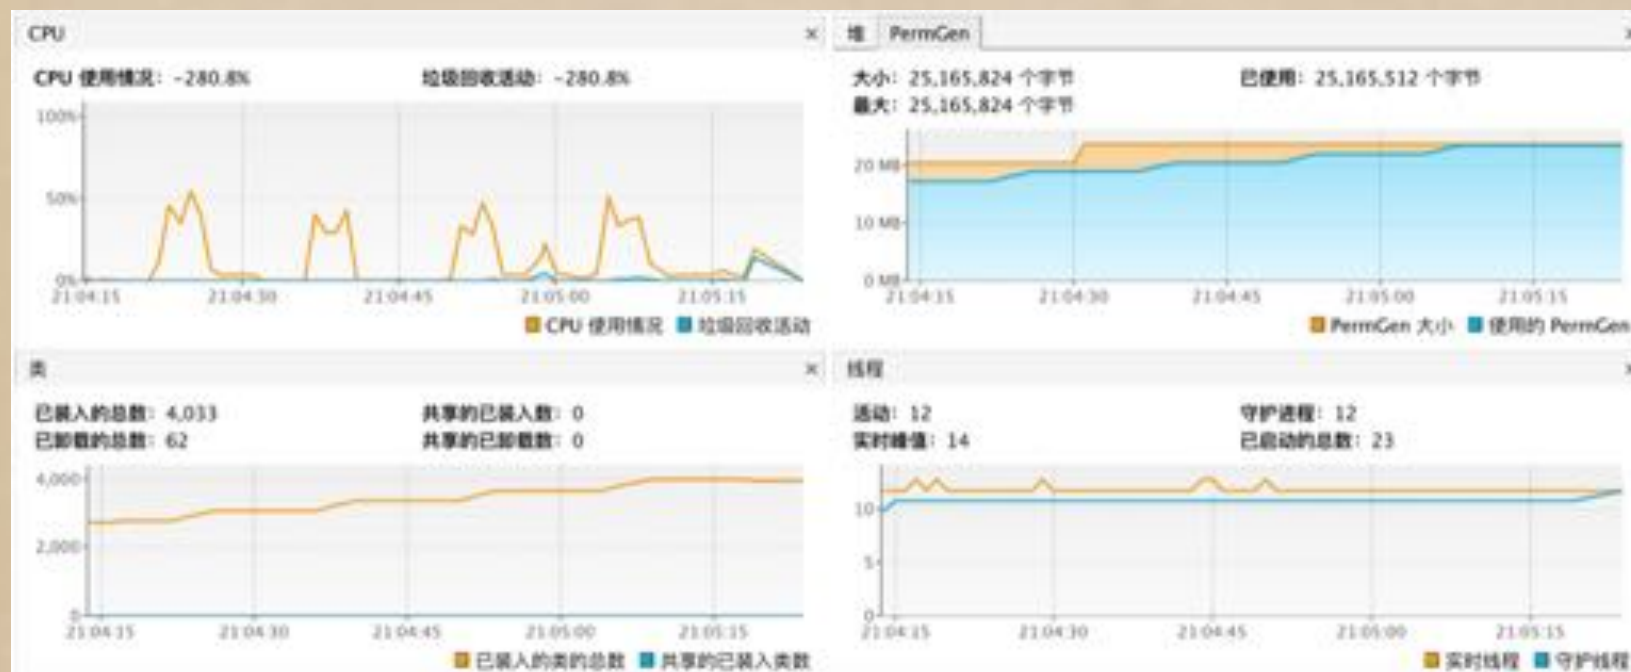 CPU
×
堆 PermGen
×
CPU 使用情况: -280.8%
垃圾回收活动: -280.8%
大小: 25,165,824 个字节
已使用: 25,165,512 个字节
最大: 25,165,824 个字节
100%
50%
0%
21:04:15 21:04:30 21:04:45 21:05:00 21:05:15
CPU 使用情况 垃圾回收活动
20 MB
10 MB
0 MB
21:04:15 21:04:30 21:04:45 21:05:00 21:05:15
PermGen 大小 使用的 PermGen
类
×
线程
×
已装入的总数: 4,033
共享的已装入数: 0
已卸载的总数: 62
共享的已卸载数: 0
活动: 12
守护进程: 12
实时峰值: 14
已启动的总数: 23
4,000
2,000
0
21:04:15 21:04:30 21:04:45 21:05:00 21:05:15
已装入的类的总数 共享的已装入类数
10
5
0
21:04:15 21:04:30 21:04:45 21:05:00 21:05:15
实时线程 守护线程